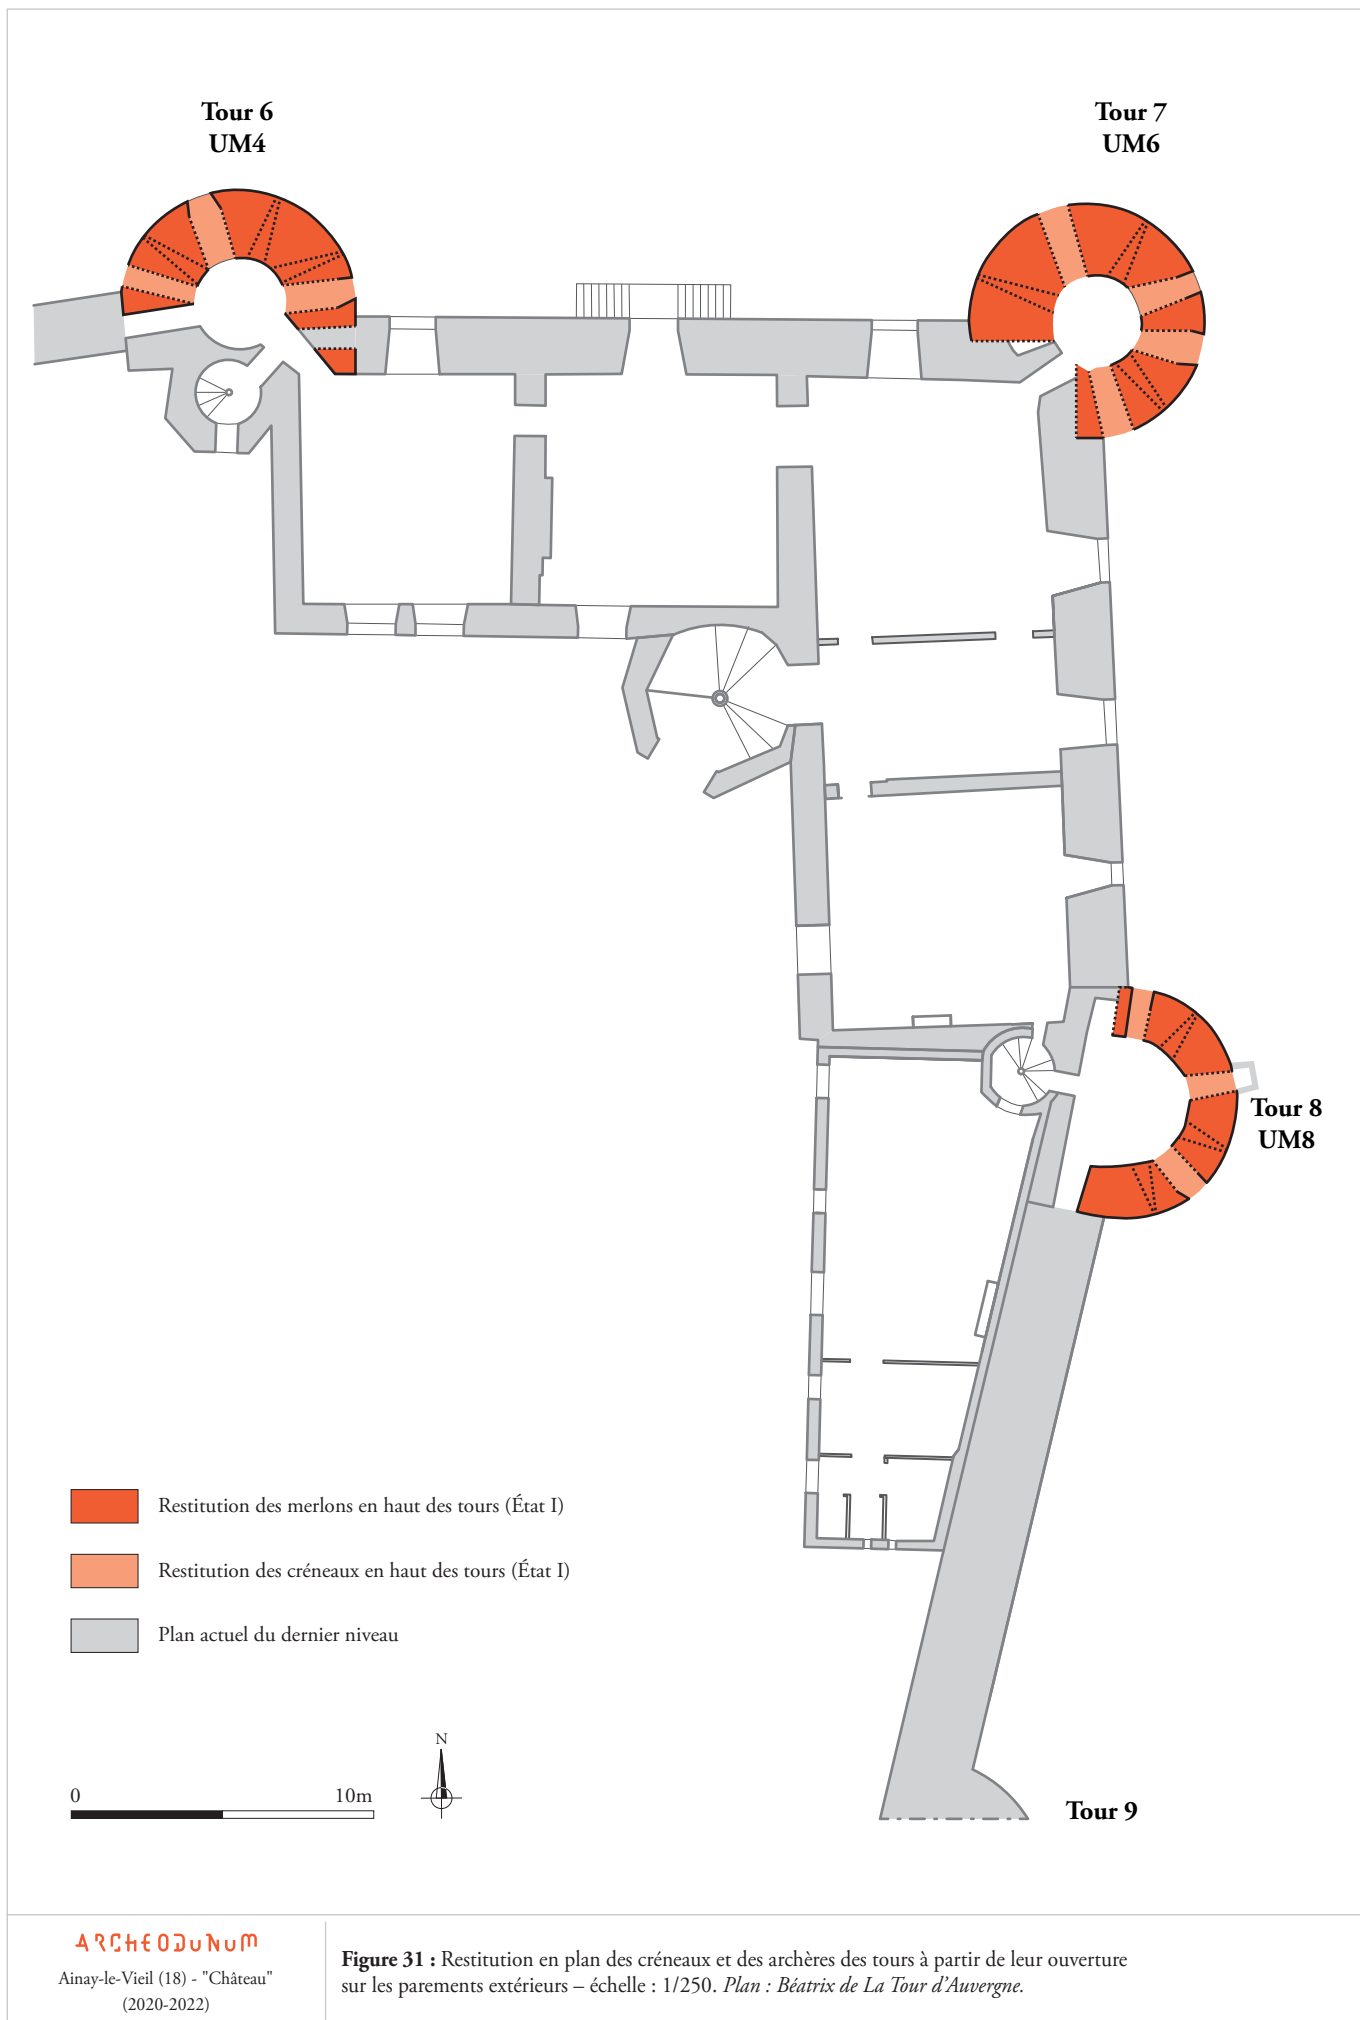 Tour 6
UM4
Tour 7
UM6
Tour 8
UM8
Restitution des merlons en haut des tours (État I)
Restitution des créneaux en haut des tours (État I)
Plan actuel du dernier niveau
N
0 10m
Tour 9
ARCHEODUNUM
Ainay-le-Vieil (18) - "Château"
(2020-2022)
Figure 31 : Restitution en plan des créneaux et des archères des tours à partir de leur ouverture
sur les parements extérieurs – échelle : 1/250. Plan : Béatrix de La Tour d'Auvergne.